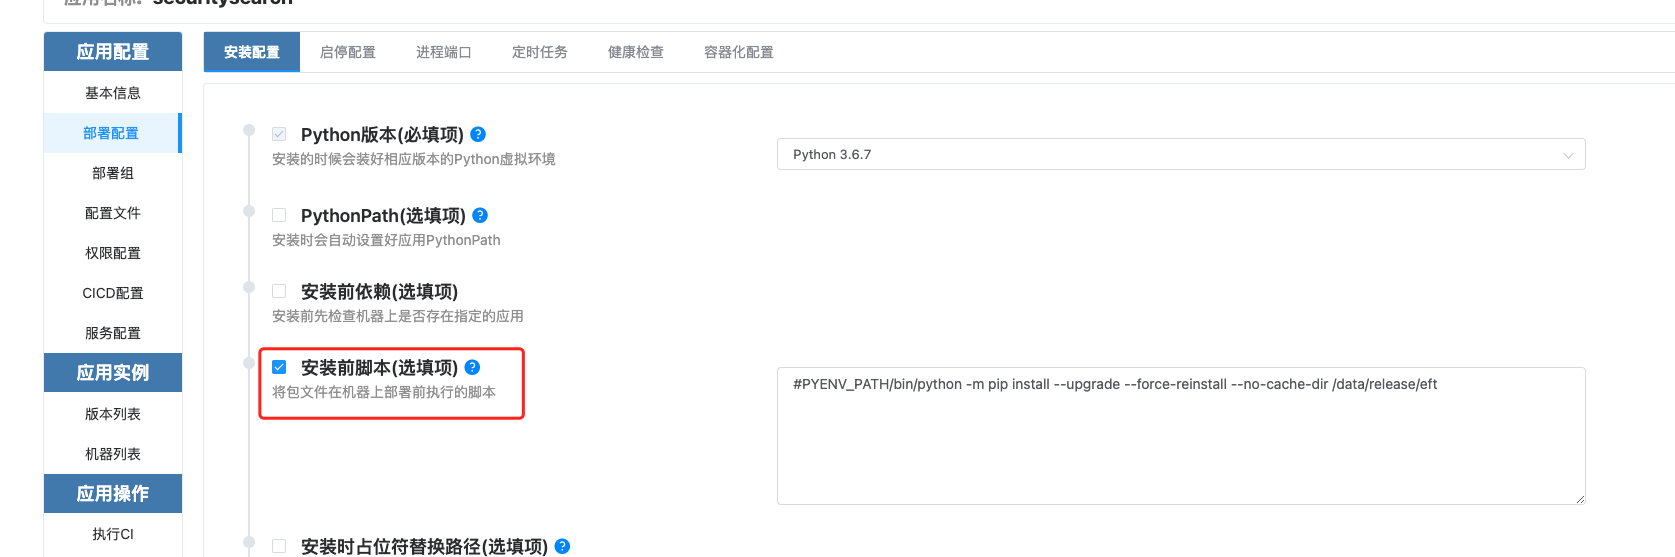 应用名称: securitysearch
应用配置
基本信息
部署配置
部署组
配置文件
权限配置
CICD配置
服务配置
应用实例
版本列表
机器列表
应用操作
执行CI
安装配置 启停配置 进程端口 定时任务 健康检查 容器化配置
Python版本(必填项)
安装的时候会装好相应版本的Python虚拟环境
Python 3.6.7
PythonPath(选填项)
安装时会自动设置好应用PythonPath
安装前依赖(选填项)
安装前先检查机器上是否存在指定的应用
安装前脚本(选填项)
将包文件在机器上部署前执行的脚本
#PYENV_PATH/bin/python -m pip install --upgrade --force-reinstall --no-cache-dir /data/release/eft
安装时占位符替换路径(选填项)